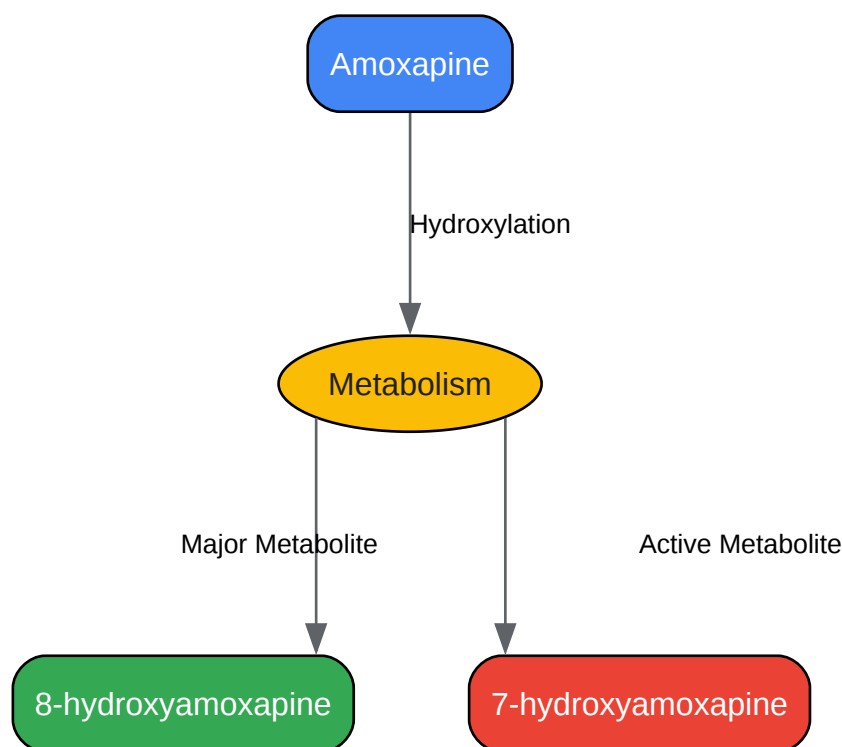 Amoxapine
Hydroxylation
Metabolism
Major Metabolite
Active Metabolite
8-hydroxyamoxapine
7-hydroxyamoxapine